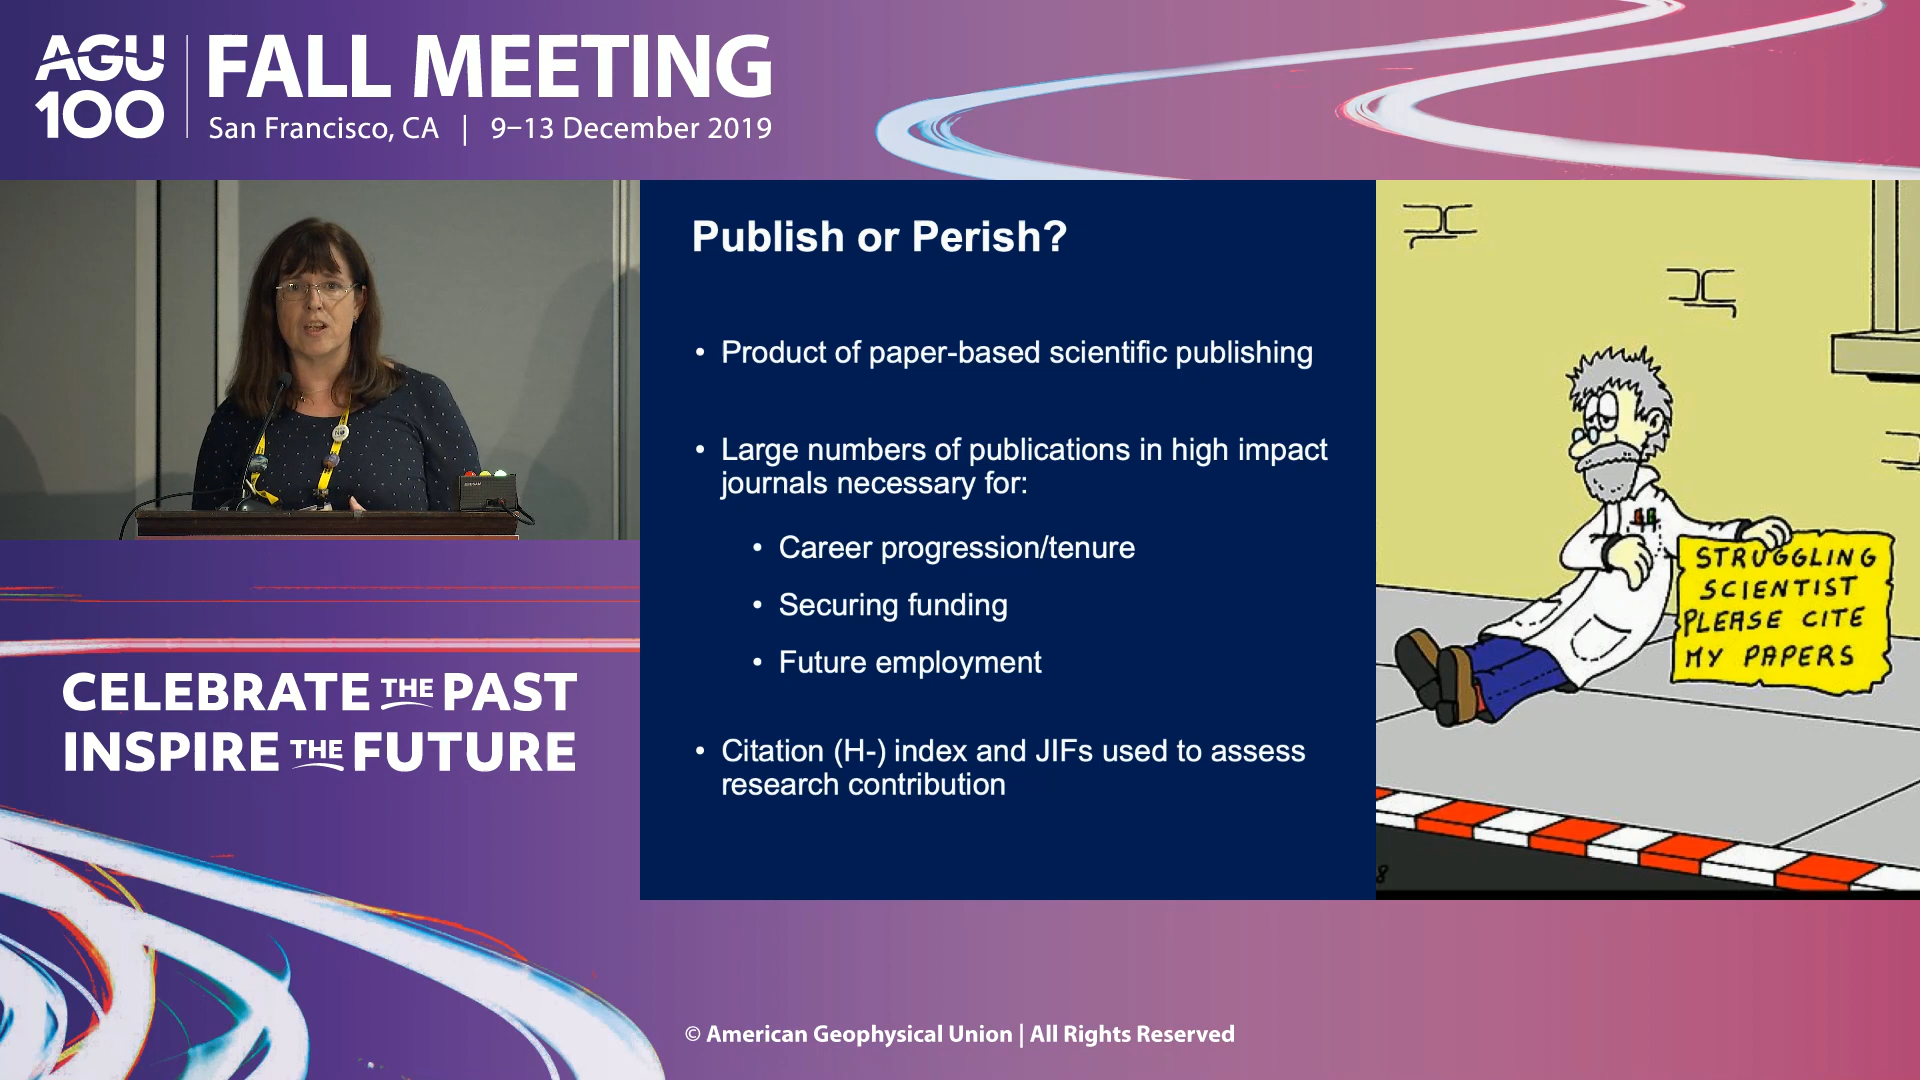 AGU
100
FALL MEETING
San Francisco, CA | 9–13 December 2019
Publish or Perish?
• Product of paper-based scientific publishing
• Large numbers of publications in high impact
journals necessary for:
• Career progression/tenure
• Securing funding
• Future employment
• Citation (H-) index and JIFs used to assess
research contribution
STRUGGLING
SCIENTIST
PLEASE CITE
MY PAPERS
8
CELEBRATE THE PAST
INSPIRE THE FUTURE
© American Geophysical Union | All Rights Reserved